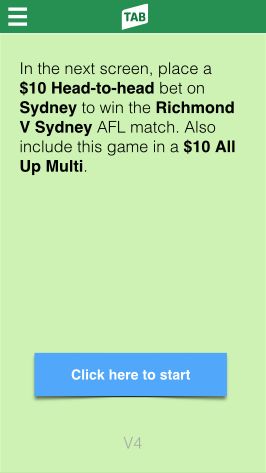 TAB
In the next screen, place a
$10 Head-to-head bet on
Sydney to win the Richmond
V Sydney AFL match. Also
include this game in a $10 All
Up Multi.
Click here to start
V4